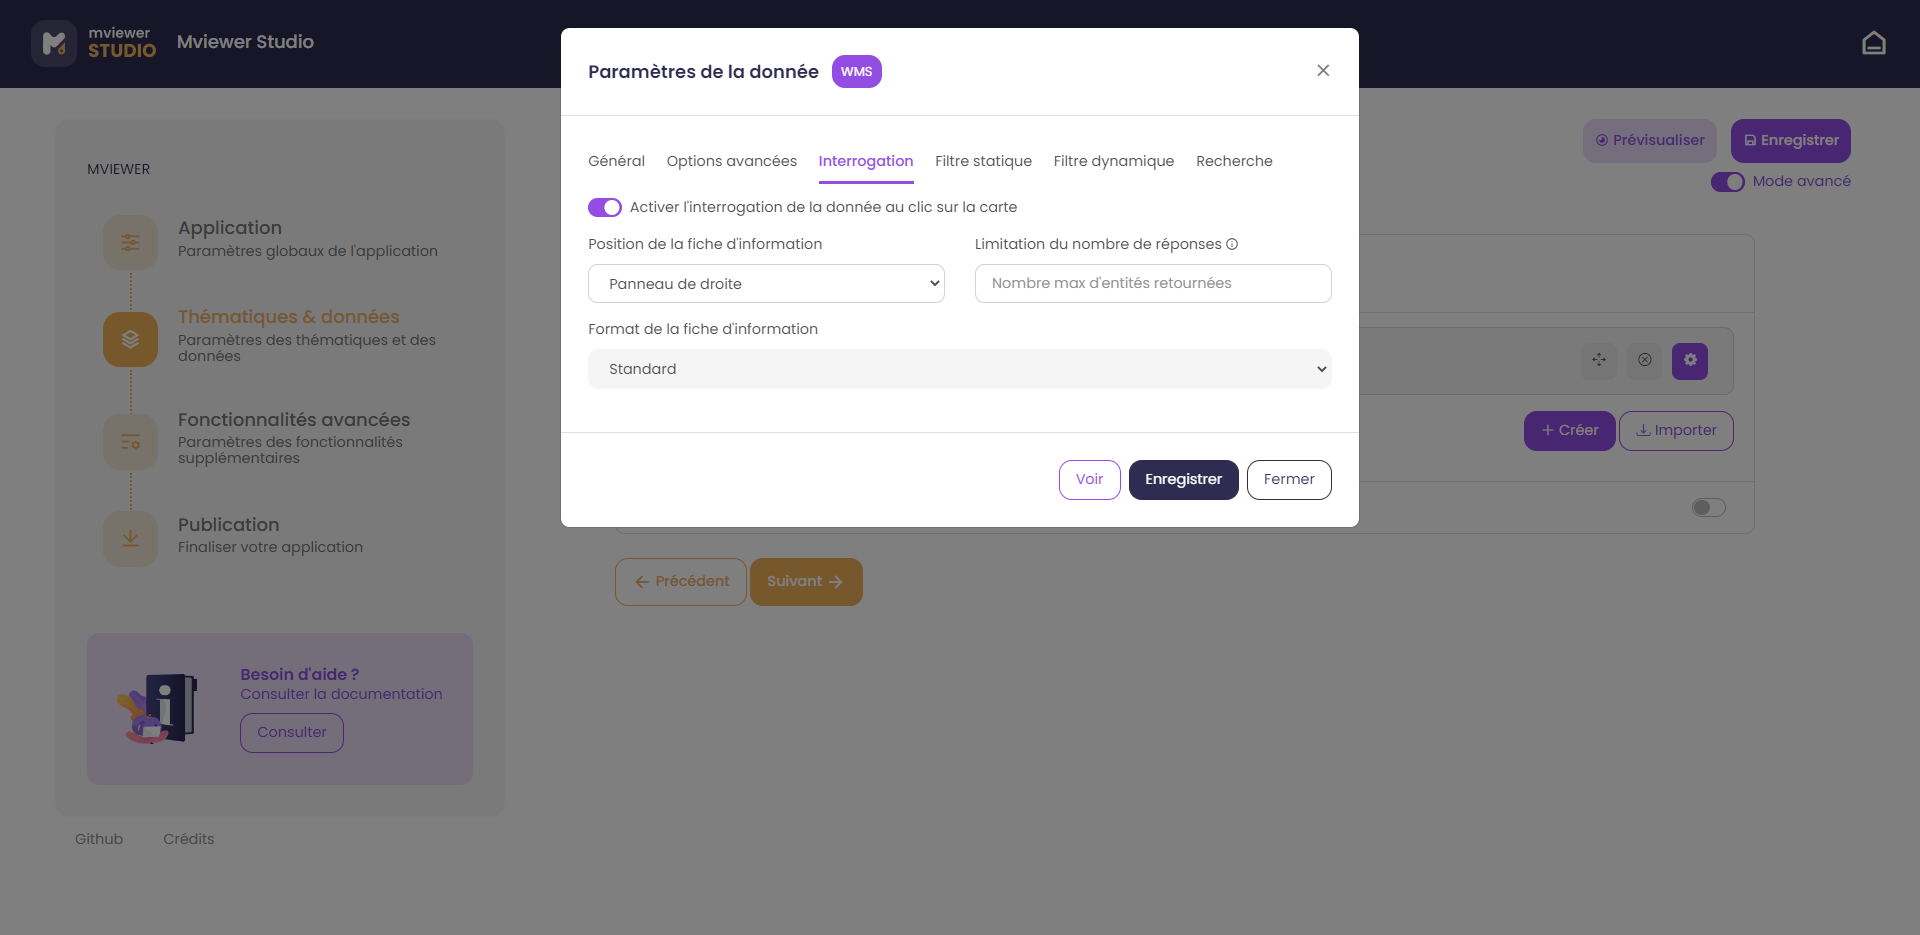 mviewer
STUDIO
Mviewer Studio
Paramètres de la donnée
WMS
Général
Options avancées
Interrogation
Filtre statique
Filtre dynamique
Recherche
Activer l'interrogation de la donnée au clic sur la carte
Position de la fiche d'information
Limitation du nombre de réponses
Panneau de droite
Nombre max d'entités retournées
Format de la fiche d'information
Standard
Voir
Enregistrer
Fermer
MVIEWER
Application
Paramètres globaux de l'application
Thématiques & données
Paramètres des thématiques et des
données
Fonctionnalités avancées
Paramètres des fonctionnalités
supplémentaires
Publication
Finaliser votre application
Besoin d'aide ?
Consulter la documentation
Consulter
Github
Crédits
Prévisualiser
Enregistrer
Mode avancé
Créer
Importer
Précédent
Suivant